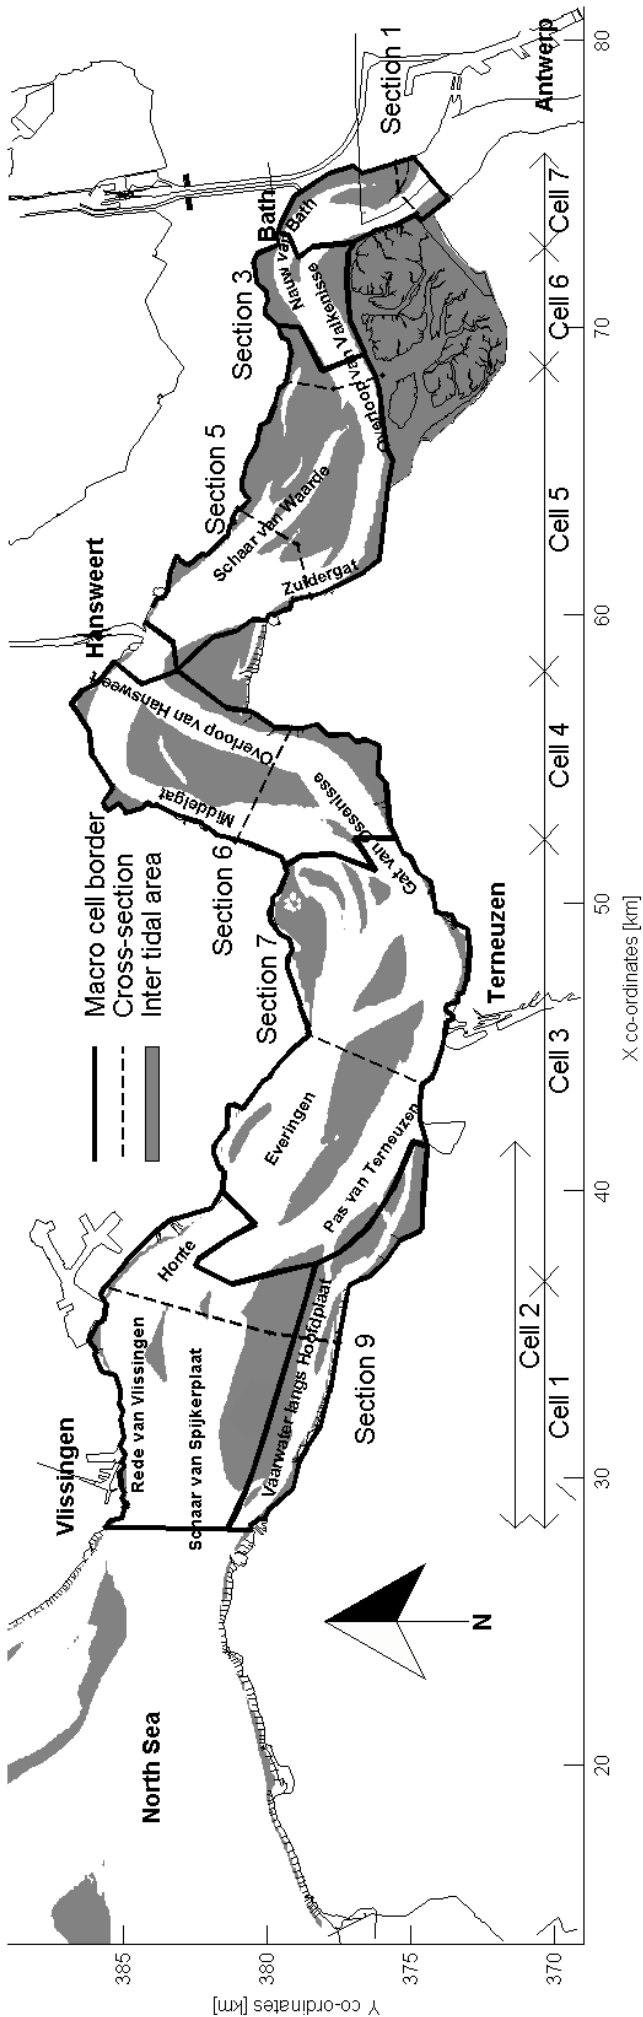 Vlissingen
North Sea
N
Rede van Vlissingen
Schaar van Spijkerplaat
Vaarwater langs Hoofdplaat
Honte
Section 9
Everingen
Pas van Terneuzen
Terneuzen
Section 7
Section 6
Gat van Ossenisse
Middelgat
Overloop van Hansweert
Hansweert
Section 5
Schaar van Waarde
Zuidergat
Section 3
Overloop van Valkenisse
Nauw van Bath
Bath
Section 1
Antwerp
Macro cell border
Cross-section
Inter tidal area
Cell 1
Cell 2
Cell 3
Cell 4
Cell 5
Cell 6
Cell 7
385
380
375
370
Y co-ordinates [km]
20
30
40
50
60
70
80
X co-ordinates [km]